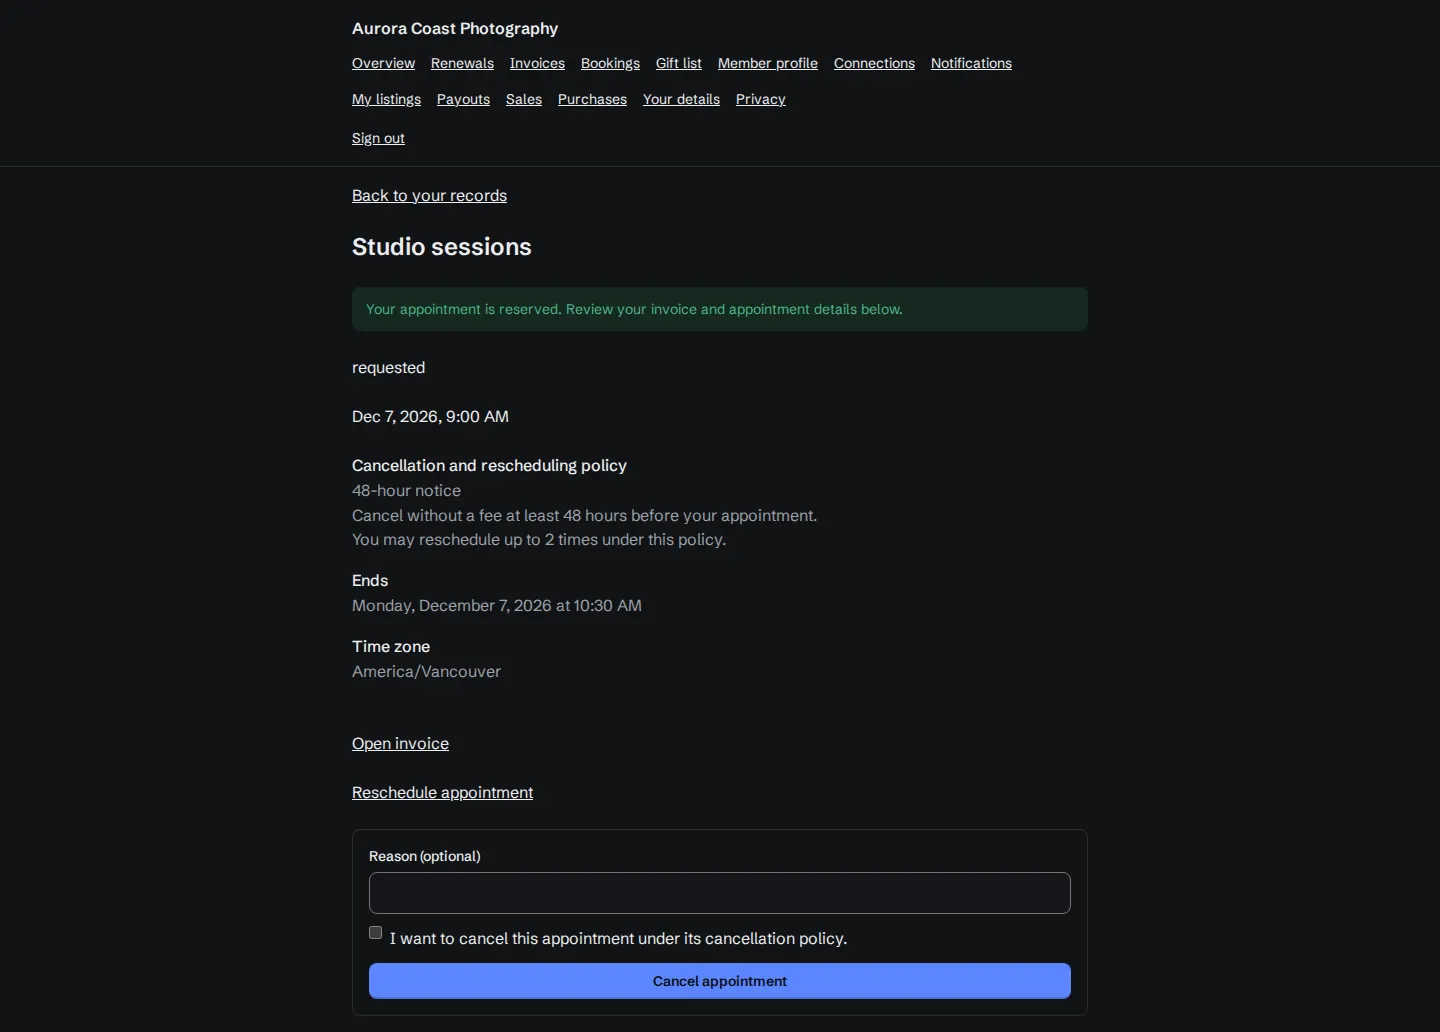 Aurora Coast Photography
Overview Renewals Invoices Bookings Gift list Member profile Connections Notifications
My listings Payouts Sales Purchases Your details Privacy
Sign out
Back to your records
Studio sessions
Your appointment is reserved. Review your invoice and appointment details below.
requested
Dec 7, 2026, 9:00 AM
Cancellation and rescheduling policy
48-hour notice
Cancel without a fee at least 48 hours before your appointment.
You may reschedule up to 2 times under this policy.
Ends
Monday, December 7, 2026 at 10:30 AM
Time zone
America/Vancouver
Open invoice
Reschedule appointment
Reason (optional)
I want to cancel this appointment under its cancellation policy.
Cancel appointment